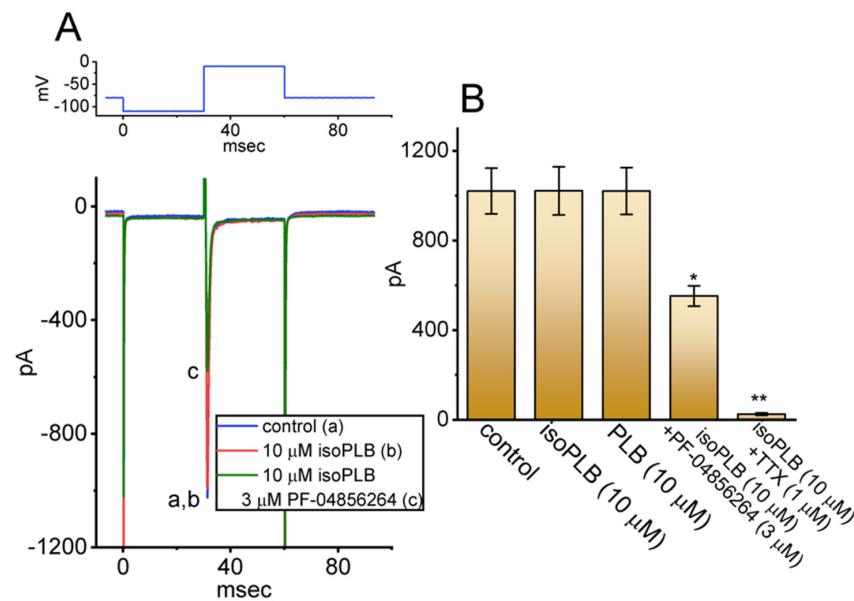 A
0
-50
-100
mV
0
40
80
msec
0
-400
-800
-1200
pA
c
a,b
control (a)
10 μM isoPLB (b)
10 μM isoPLB
3 μM PF-04856264 (c)
0
40
80
msec
B
1200
800
400
0
pA
*
**
control
isoPLB (10 μM)
PLB (10 μM)
isoPLB (10 μM)
+PF-04856264 (3 μM)
isoPLB (10 μM)
+TTX (1 μM)